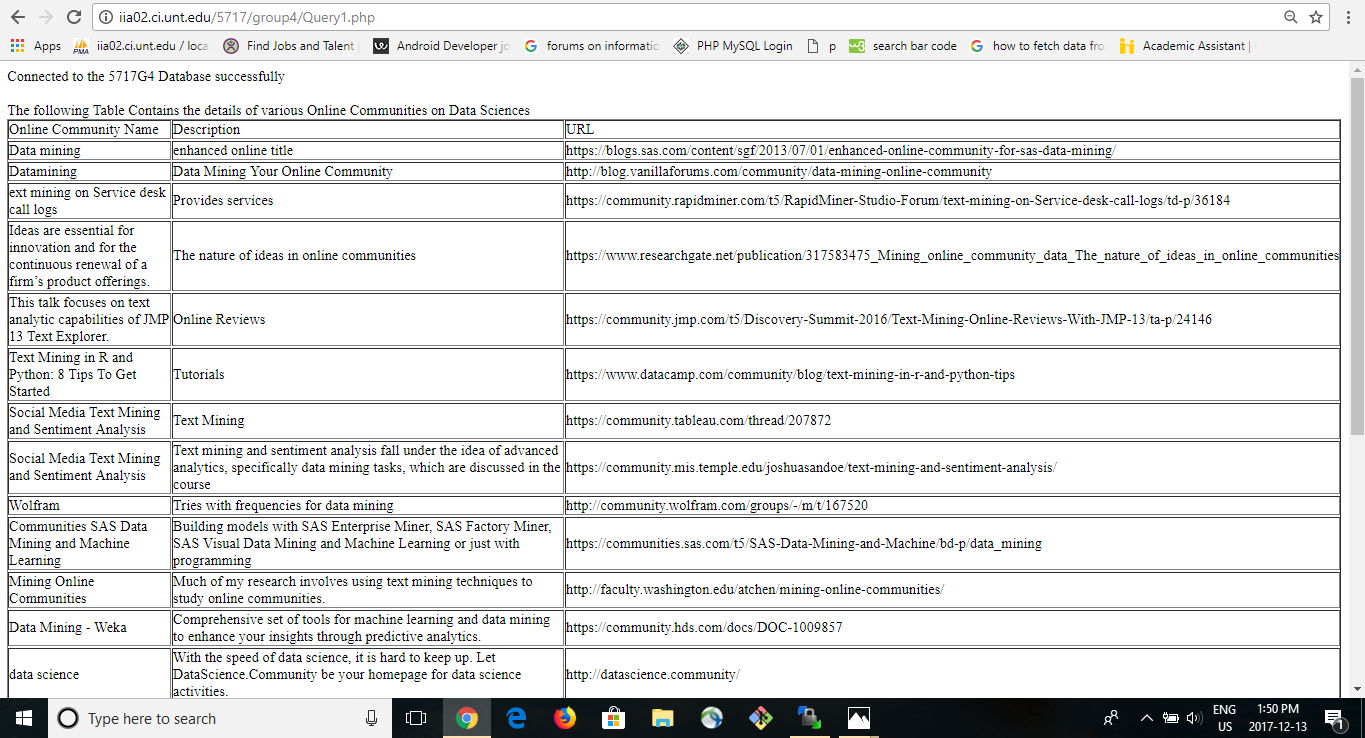 iia02.ci.unt.edu/5717/group4/Query1.php
Apps
iia02.ci.unt.edu / loca
Find Jobs and Talent
Android Developer jo
forums on informatio
PHP MySQL Login
p
search bar code
how to fetch data fro
Academic Assistant |
Connected to the 5717G4 Database successfully
The following Table Contains the details of various Online Communities on Data Sciences
Online Community Name Description URL
Data mining enhanced online title https://blogs.sas.com/content/sgf/2013/07/01/enhanced-online-community-for-sas-data-mining/
Datamining Data Mining Your Online Community http://blog.vanillaforums.com/community/data-mining-online-community
ext mining on Service desk
call logs
Provides services
https://community.rapidminer.com/t5/RapidMiner-Studio-Forum/text-mining-on-Service-desk-call-logs/td-p/36184
Ideas are essential for
innovation and for the
continuous renewal of a
firm's product offerings.
The nature of ideas in online communities
https://www.researchgate.net/publication/317583475_Mining_online_community_data_The_nature_of_ideas_in_online_communities
This talk focuses on text
analytic capabilities of JMP
13 Text Explorer.
Online Reviews
https://community.jmp.com/t5/Discovery-Summit-2016/Text-Mining-Online-Reviews-With-JMP-13/ta-p/24146
Text Mining in R and
Python: 8 Tips To Get
Started
Tutorials
https://www.datacamp.com/community/blog/text-mining-in-r-and-python-tips
Social Media Text Mining
and Sentiment Analysis
Text Mining
https://community.tableau.com/thread/207872
Social Media Text Mining
and Sentiment Analysis
Text mining and sentiment analysis fall under the idea of advanced
analytics, specifically data mining tasks, which are discussed in the
course
https://community.mis.temple.edu/joshuasandoe/text-mining-and-sentiment-analysis/
Wolfram Tries with frequencies for data mining http://community.wolfram.com/groups/-/m/t/167520
Communities SAS Data
Mining and Machine
Learning
Building models with SAS Enterprise Miner, SAS Factory Miner,
SAS Visual Data Mining and Machine Learning or just with
programming
https://communities.sas.com/t5/SAS-Data-Mining-and-Machine/bd-p/data_mining
Mining Online
Communities
Much of my research involves using text mining techniques to
study online communities.
http://faculty.washington.edu/atchen/mining-online-communities/
Data Mining - Weka
Comprehensive set of tools for machine learning and data mining
to enhance your insights through predictive analytics.
https://community.hds.com/docs/DOC-1009857
data science
With the speed of data science, it is hard to keep up. Let
DataScience.Community be your homepage for data science
activities.
http://datascience.community/
Type here to search
ENG
US
1:50 PM
2017-12-13
1